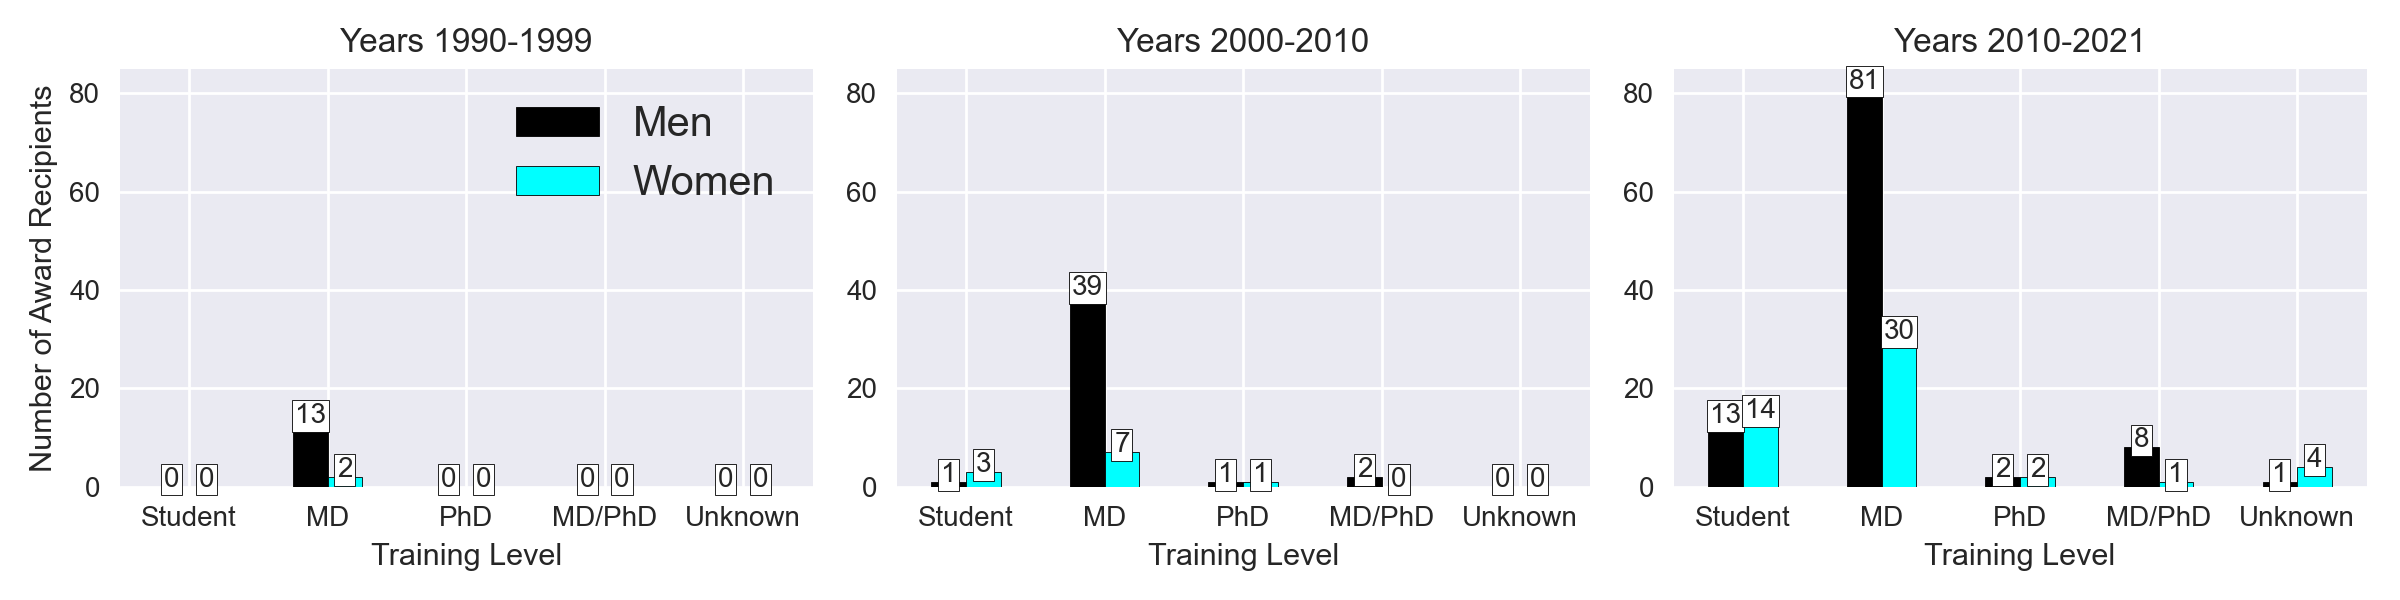 Years 1990-1999
Number of Award Recipients
80
60
40
20
0
Men
Women
0 0 13 2 0 0 0 0 0 0
Student MD PhD MD/PhD Unknown
Training Level
Years 2000-2010
80
60
40
20
0
1 3 39 7 1 1 2 0 0 0
Student MD PhD MD/PhD Unknown
Training Level
Years 2010-2021
80
60
40
20
0
13 14 81 30 2 2 8 1 1 4
Student MD PhD MD/PhD Unknown
Training Level